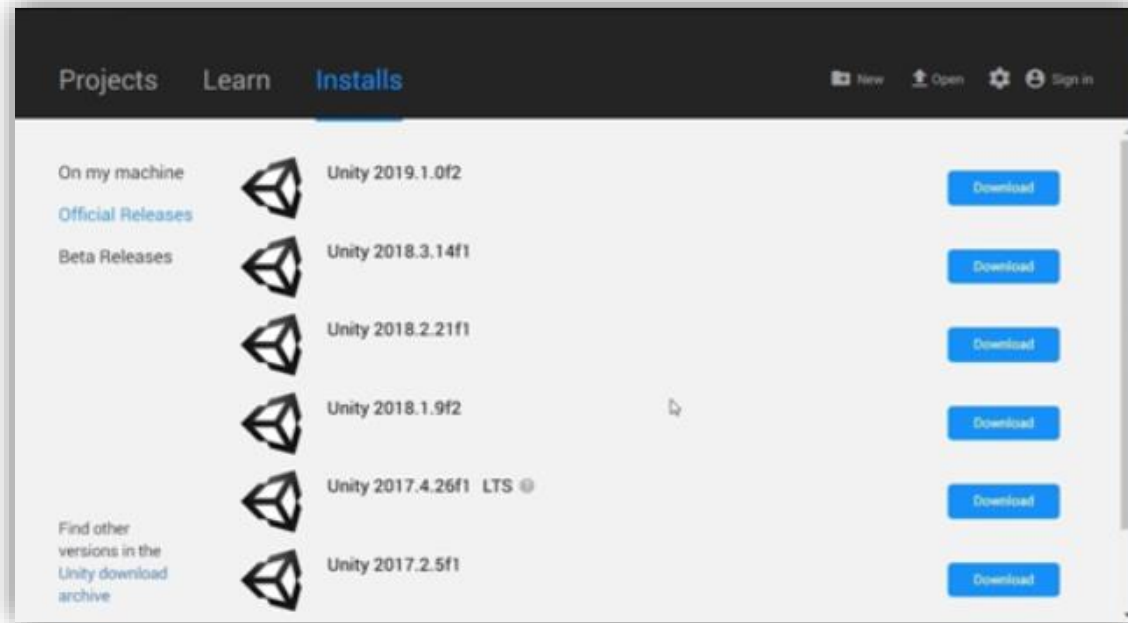 Projects Learn Installs New Open Sign in
On my machine
Official Releases
Beta Releases
Unity 2019.1.0f2 Download
Unity 2018.3.14f1 Download
Unity 2018.2.21f1 Download
Unity 2018.1.9f2 Download
Unity 2017.4.26f1 LTS Download
Unity 2017.2.5f1 Download
Find other
versions in the
Unity download
archive